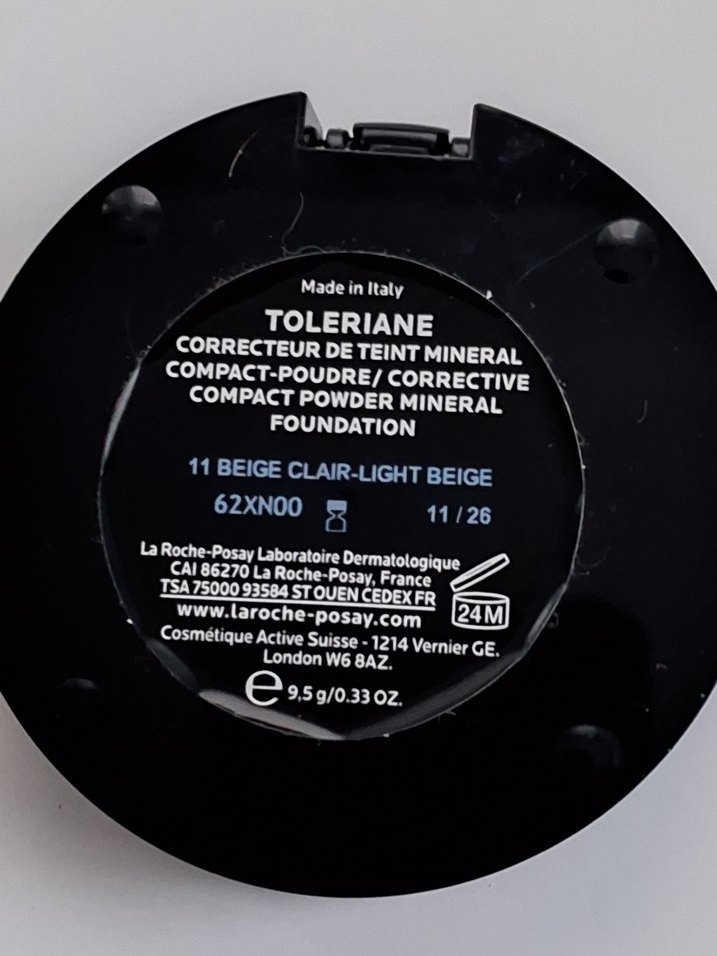 Made in Italy
TOLERIANE
CORRECTEUR DE TEINT MINERAL
COMPACT-POUDRE/ CORRECTIVE
COMPACT POWDER MINERAL
FOUNDATION
11 BEIGE CLAIR-LIGHT BEIGE
62XN00 11 / 26
La Roche-Posay Laboratoire Dermatologique
CAI 86270 La Roche-Posay, France
TSA 75000 93584 ST OUEN CEDEX FR
www.laroche-posay.com
24M
Cosmétique Active Suisse - 1214 Vernier GE.
London W6 8AZ.
e 9,5 g/0.33 OZ.